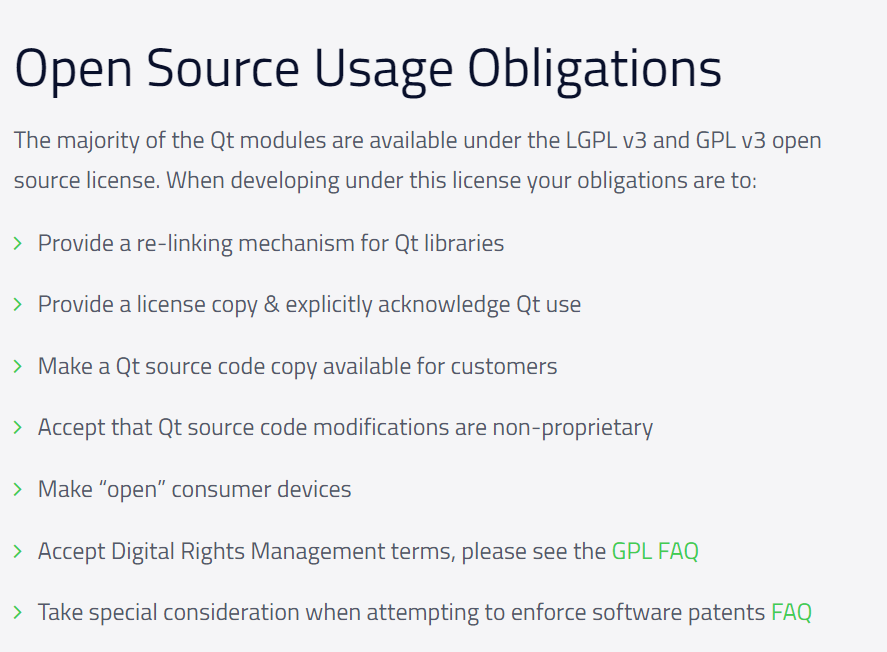 Open Source Usage Obligations
The majority of the Qt modules are available under the LGPL v3 and GPL v3 open
source license. When developing under this license your obligations are to:
Provide a re-linking mechanism for Qt libraries
Provide a license copy & explicitly acknowledge Qt use
Make a Qt source code copy available for customers
Accept that Qt source code modifications are non-proprietary
Make “open” consumer devices
Accept Digital Rights Management terms, please see the GPL FAQ
Take special consideration when attempting to enforce software patents FAQ